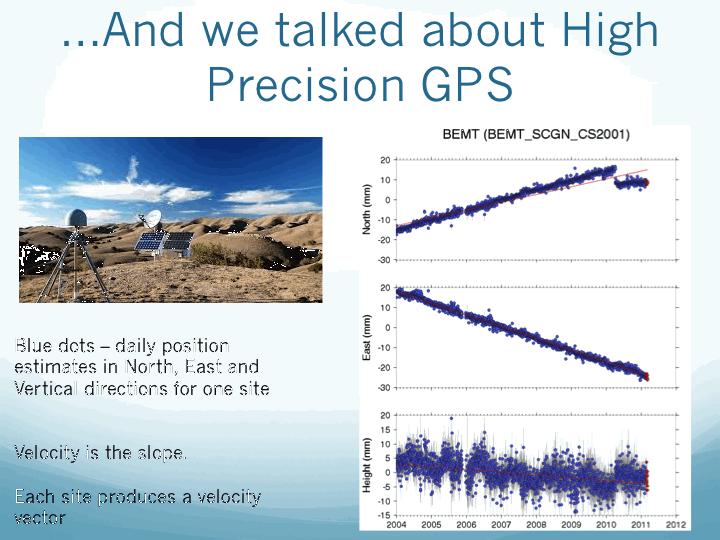 ...And we talked about High
Precision GPS
BEMT (BEMT_SCGN_CS2001)
Blue dots – daily position
estimates in North, East and
Vertical directions for one site
Velocity is the slope.
Each site produces a velocity
vector
North (mm)
20
10
0
-10
-20
-30
East (mm)
20
10
0
-10
-20
-30
Height (mm)
20
15
10
5
0
-5
-10
-15
2004 2005 2006 2007 2008 2009 2010 2011 2012